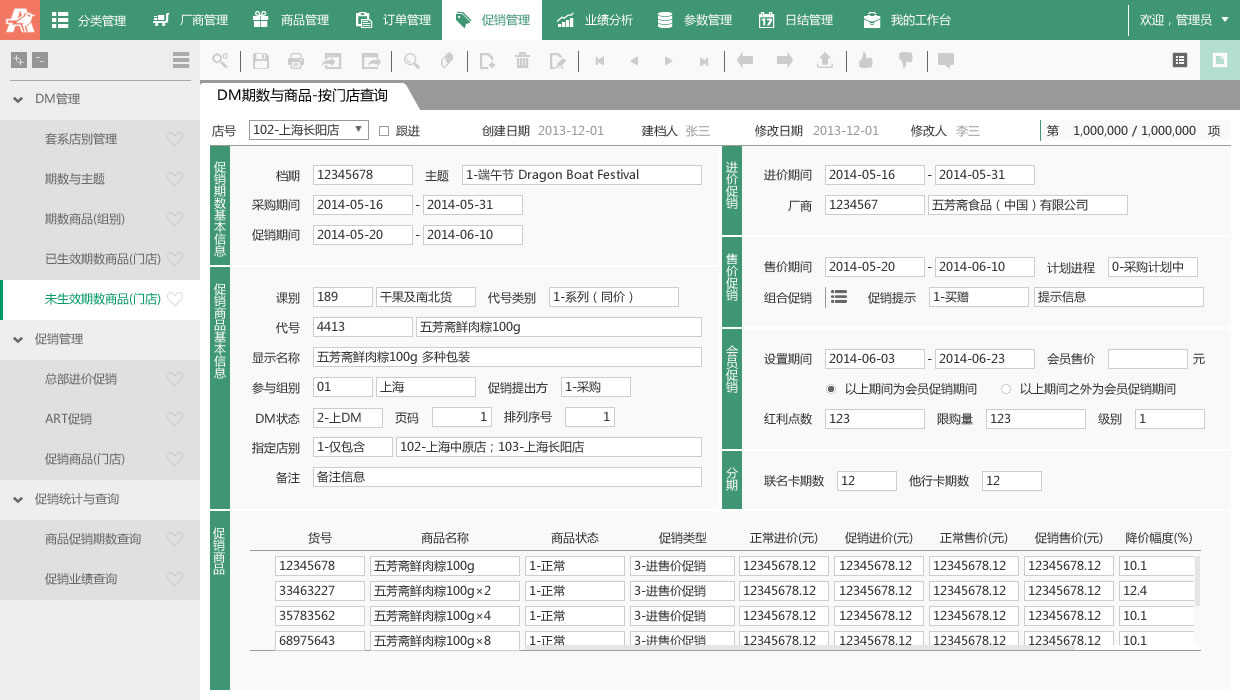 分类管理 厂商管理 商品管理 订单管理 促销管理 业绩分析 参数管理 日结管理 我的工作台 欢迎，管理员
DM管理
套系店别管理
期数与主题
期数商品(组别)
已生效期数商品(门店)
未生效期数商品(门店)
促销管理
总部进价促销
ART促销
促销商品(门店)
促销统计与查询
商品促销期数查询
促销业绩查询
DM期数与商品-按门店查询
店号 102-上海长阳店 跟进 创建日期 2013-12-01 建档人 张三 修改日期 2013-12-01 修改人 李三 第 1,000,000 / 1,000,000 项
促销期数基本信息
档期 12345678 主题 1-端午节 Dragon Boat Festival
采购期间 2014-05-16 - 2014-05-31
促销期间 2014-05-20 - 2014-06-10
促销商品基本信息
课别 189 干果及南北货 代号类别 1-系列（同价）
代号 4413 五芳斋鲜肉粽100g
显示名称 五芳斋鲜肉粽100g 多种包装
参与组别 01 上海 促销提出方 1-采购
DM状态 2-上DM 页码 1 排列序号 1
指定店别 1-仅包含 102-上海中原店；103-上海长阳店
备注 备注信息
进价促销
进价期间 2014-05-16 - 2014-05-31
厂商 1234567 五芳斋食品（中国）有限公司
售价促销
售价期间 2014-05-20 - 2014-06-10 计划进程 0-采购计划中
组合促销 促销提示 1-买赠 提示信息
会员促销
设置期间 2014-06-03 - 2014-06-23 会员售价 元
以上期间为会员促销期间 以上期间之外为会员促销期间
红利点数 123 限购量 123 级别 1
分期
联名卡期数 12 他行卡期数 12
促销商品
货号 商品名称 商品状态 促销类型 正常进价(元) 促销进价(元) 正常售价(元) 促销售价(元) 降价幅度(%)
12345678 五芳斋鲜肉粽100g 1-正常 3-进售价促销 12345678.12 12345678.12 12345678.12 12345678.12 10.1
33463227 五芳斋鲜肉粽100g×2 1-正常 3-进售价促销 12345678.12 12345678.12 12345678.12 12345678.12 12.4
35783562 五芳斋鲜肉粽100g×4 1-正常 3-进售价促销 12345678.12 12345678.12 12345678.12 12345678.12 10.1
68975643 五芳斋鲜肉粽100g×8 1-正常 3-进售价促销 12345678.12 12345678.12 12345678.12 12345678.12 10.1